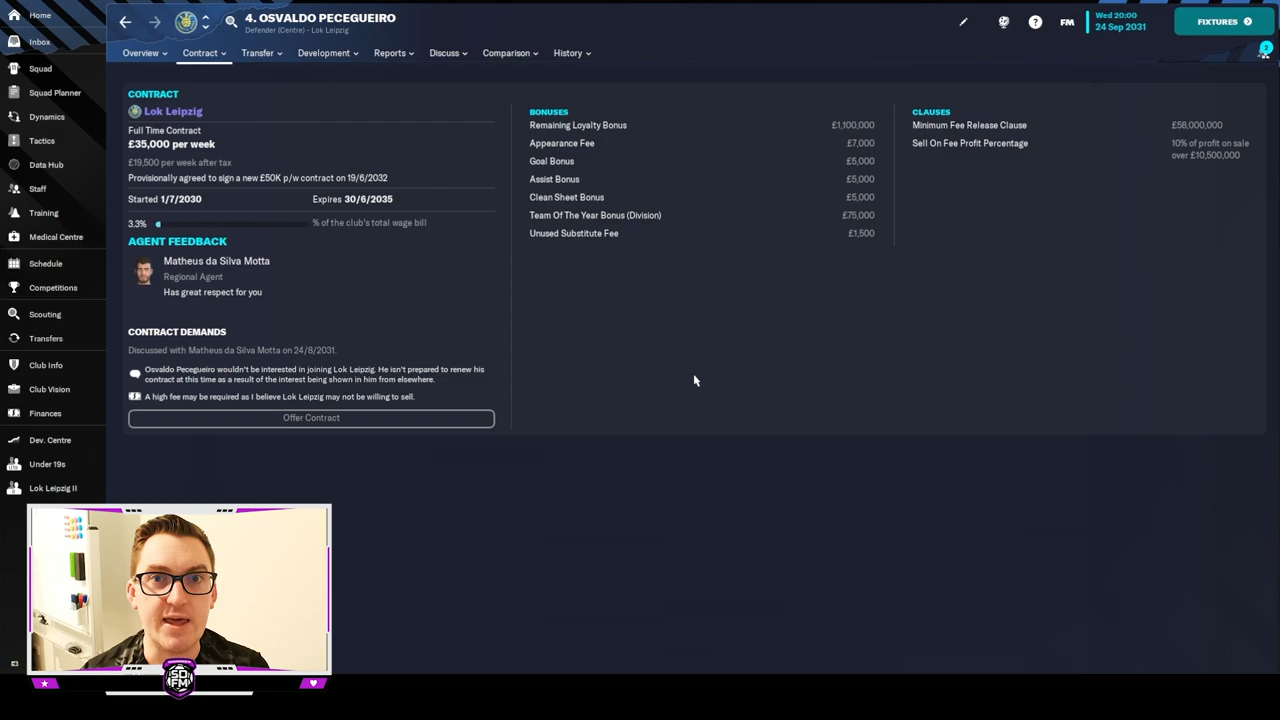 Home
Inbox
Squad
Squad Planner
Dynamics
Tactics
Data Hub
Staff
Training
Medical Centre
Schedule
Competitions
Scouting
Transfers
Club Info
Club Vision
Finances
Dev. Centre
Under 19s
Lok Leipzig II
4. OSVALDO PECEGUEIRO
Defender (Centre) - Lok Leipzig
FM
Wed 20:00
24 Sep 2031
FIXTURES
2
Overview
Contract
Transfer
Development
Reports
Discuss
Comparison
History
CONTRACT
Lok Leipzig
Full Time Contract
£35,000 per week
£19,500 per week after tax
Provisionally agreed to sign a new £50K p/w contract on 19/6/2032
Started 1/7/2030 Expires 30/6/2035
3.3% % of the club's total wage bill
AGENT FEEDBACK
Matheus da Silva Motta
Regional Agent
Has great respect for you
CONTRACT DEMANDS
Discussed with Matheus da Silva Motta on 24/8/2031.
Osvaldo Pecegueiro wouldn't be interested in joining Lok Leipzig. He isn't prepared to renew his
contract at this time as a result of the interest being shown in him from elsewhere.
A high fee may be required as I believe Lok Leipzig may not be willing to sell.
Offer Contract
BONUSES
Remaining Loyalty Bonus £1,100,000
Appearance Fee £7,000
Goal Bonus £5,000
Assist Bonus £5,000
Clean Sheet Bonus £5,000
Team Of The Year Bonus (Division) £75,000
Unused Substitute Fee £1,500
CLAUSES
Minimum Fee Release Clause £58,000,000
Sell On Fee Profit Percentage 10% of profit on sale
over £10,500,000
SD
FM